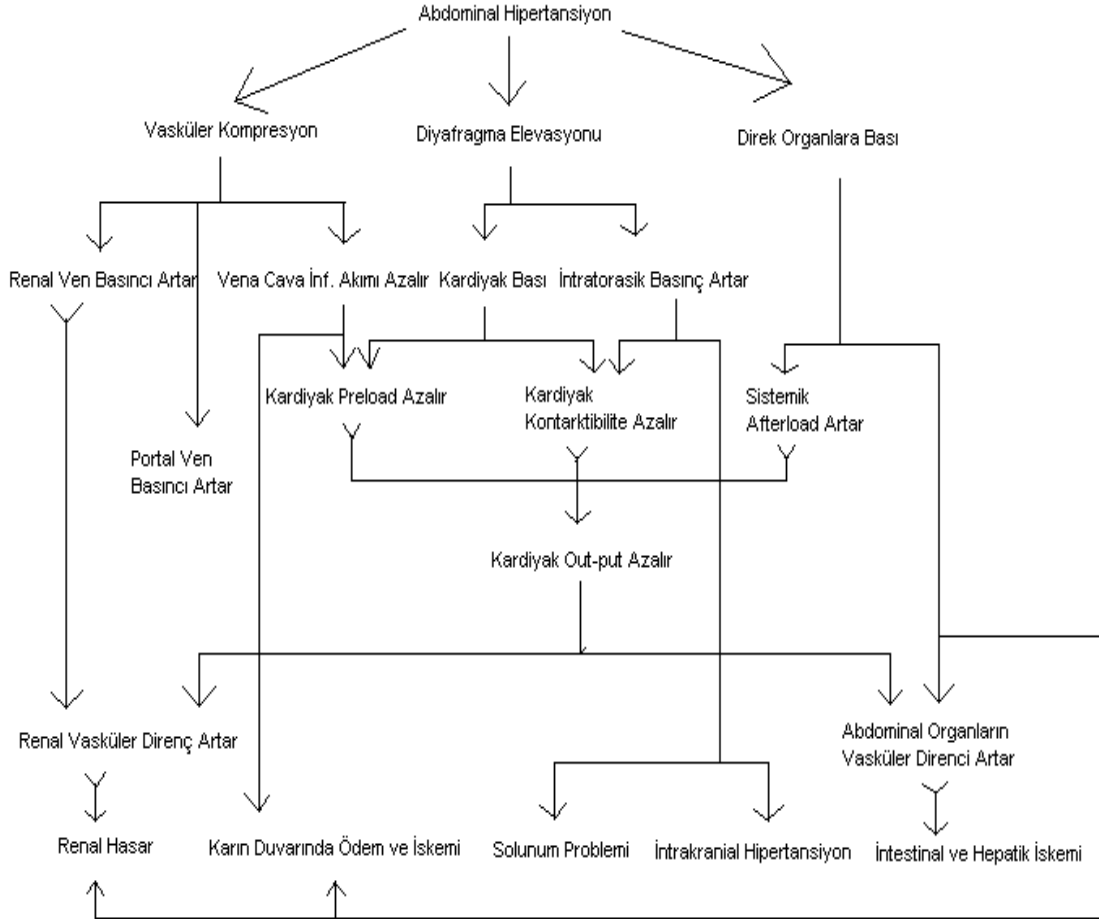 Abdominal Hipertansiyon
Vasküler Kompresyon
Diyafragma Elevasyonu
Direk Organlara Bası
Renal Ven Basıncı Artar
Vena Cava İnf. Akımı Azalır
Kardiyak Bası
İntratorasik Basınç Artar
Kardiyak Preload Azalır
Kardiyak
Kontarktibilite Azalır
Sistemik
Afterload Artar
Portal Ven
Basıncı Artar
Kardiyak Out-put Azalır
Renal Vasküler Direnç Artar
Abdominal Organların
Vasküler Direnci Artar
Renal Hasar
Karın Duvarında Ödem ve İskemi
Solunum Problemi
İntrakranial Hipertansiyon
İntestinal ve Hepatik İskemi